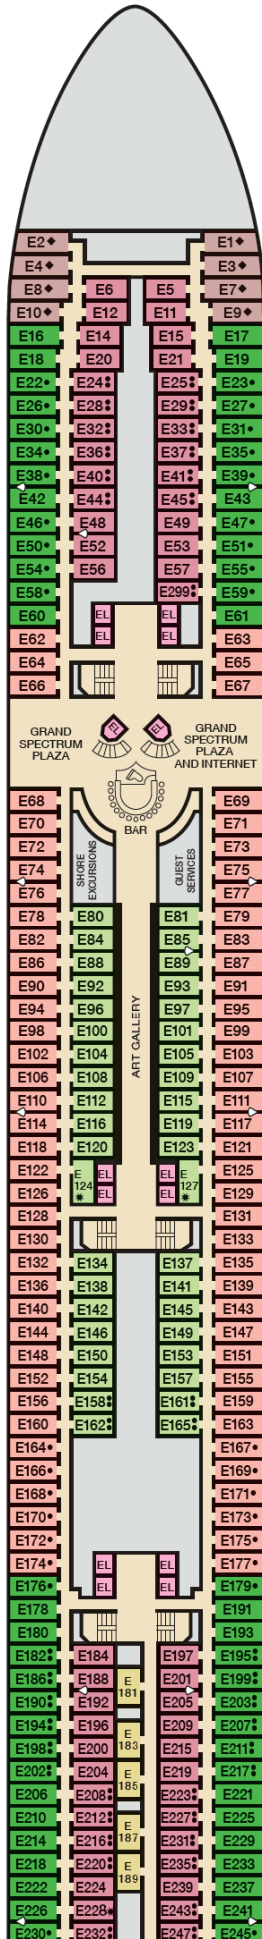 E2◆ E1◆
E4◆ E3◆
E8◆ E6 E5 E7◆
E10◆ E12 E11 E9◆
E16 E14 E15 E17
E18 E20 E21 E19
E22• E24: E25: E23•
E26• E28: E29: E27•
E30• E32: E33: E31•
E34• E36: E37: E35•
E38• E40: E41: E39•
E42 E44: E45: E43
E46• E48 E49 E47•
E50• E52 E53 E51•
E54• E56 E57 E55•
E58• E299: E59•
E60 EL EL E61
E62 EL EL E63
E64 E65
E66 E67
EL EL
GRAND
SPECTRUM
PLAZA
GRAND
SPECTRUM
PLAZA
AND INTERNET
BAR
E68 E69
E70 E71
E72 E73
E74 E75
E76 E77
SHORE
EXCURSIONS
GUEST
SERVICES
E78 E80 E81 E79
E82 E84 E85 E83
E86 E88 E89 E87
E90 E92 E93 E91
E94 E96 E97 E95
E98 E100 E101 E99
E102 E104 E105 E103
E106 E108 E109 E107
E110 E112 E115 E111
E114 E116 E119 E117
E118 E120 E123 E121
ART GALLERY
E122 E EL EL E E125
E126 124 EL EL 127 E129
E128 E131
E130 E133
E132 E134 E137 E135
E136 E138 E141 E139
E140 E142 E145 E143
E144 E146 E149 E147
E148 E150 E153 E151
E152 E154 E157 E155
E156 E158: E161: E159
E160 E162: E165: E163
E164• E167•
E166• E169•
E168• E171•
E170• E173•
E172• E175•
E174• EL EL E177•
E176• EL EL E179•
E178 E191
E180 E193
E182: E184 E197 E195:
E186: E188 E E201 E199:
E190: E192 181 E205 E203:
E194: E196 E E209 E207:
E198: E200 183 E215 E211:
E202: E204 E E219 E217:
E206 E208: 185 E223: E221
E210 E212: E E227: E225
E214 E216: 187 E231: E229
E218 E220: E E235: E233
E222 E224 189 E239 E237
E226 E228 E243: E241
E230• E232: E247: E245•